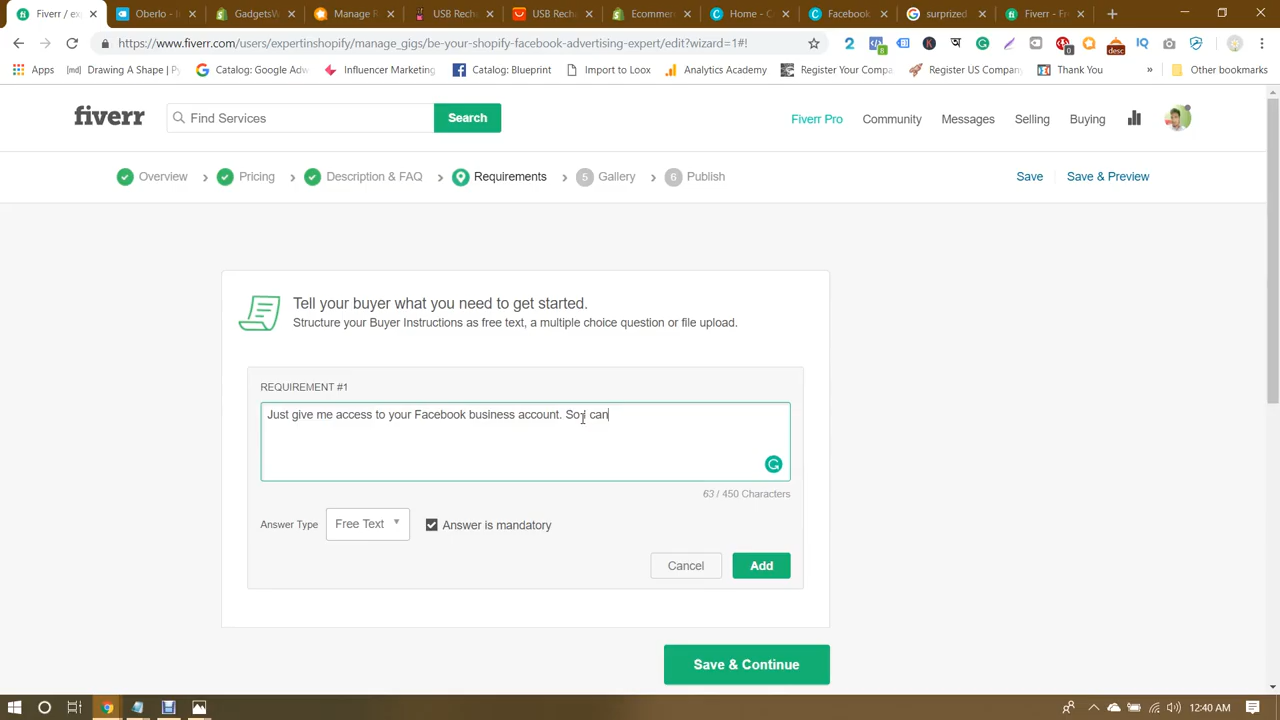 Fiverr / exp
Oberlo - In
GadgetsW
Manage R
USB Rech
USB Recha
Ecommer
Home - C
Facebook
surprized
Fiverr - Fr
https://www.fiverr.com/users/expertinshopify/manage_gigs/be-your-shopify-facebook-advertising-expert/edit?wizard=1#!
Apps
(md) Drawing A Shape | Py
Catalog: Google Adw
Influencer Marketing
Catalog: Blueprint
Import to Loox
Analytics Academy
Register Your Compa
Register US Company
Thank You
»
Other bookmarks
fiverr
Find Services
Search
Fiverr Pro
Community
Messages
Selling
Buying
Overview
Pricing
Description & FAQ
Requirements
5 Gallery
6 Publish
Save
Save & Preview
Tell your buyer what you need to get started.
Structure your Buyer Instructions as free text, a multiple choice question or file upload.
REQUIREMENT #1
Just give me access to your Facebook business account. So i can
63 / 450 Characters
Answer Type
Free Text
Answer is mandatory
Cancel
Add
Save & Continue
12:40 AM